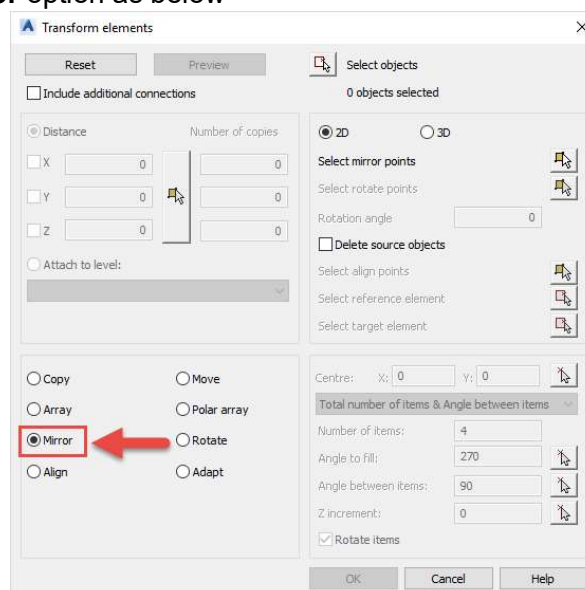 option as below
Transform elements
Reset Preview Select objects
Include additional connections 0 objects selected
Distance Number of copies 2D 3D
X 0 0 Select mirror points
Y 0 0 Select rotate points
Rotation angle 0
Z 0 0
Delete source objects
Attach to level: Select align points
Select reference element
Select target element
Copy Move Centre: X: 0 Y: 0
Array Polar array Total number of items & Angle between items
Mirror Rotate Number of items: 4
Angle to fill: 270
Align Adapt Angle between items: 90
Z increment: 0
Rotate items
OK Cancel Help